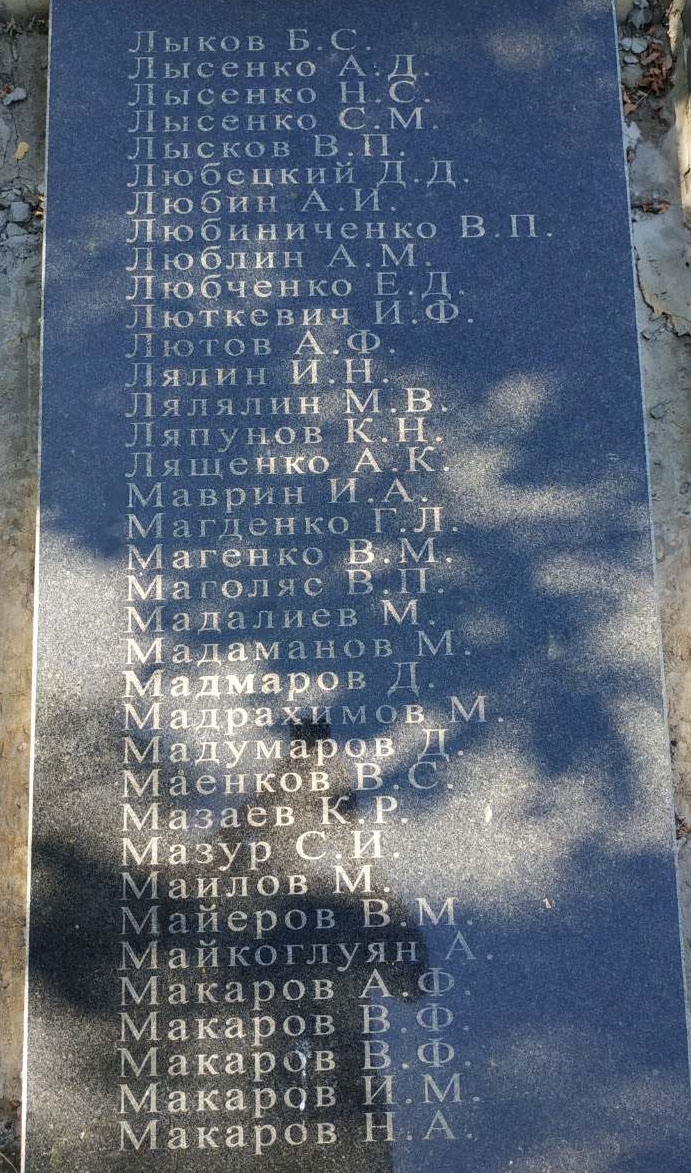 Лыков Б.С.
Лысенко А.Д.
Лысенко Н.С.
Лысенко С.М.
Лысков В.П.
Любецкий Д.Д.
Любин А.И.
Любиниченко В.П.
Люблин А.М.
Любченко Е.Д.
Люткевич И.Ф.
Лютов А.Ф.
Лялин И.Н.
Лялялин М.В.
Ляпунов К.Н.
Лященко А.К.
Маврин И.А.
Магденко Г.Л.
Магенко В.М.
Маголяс В.П.
Мадалиев М.
Мадаманов М.
Мадмаров Д.
Мадрахимов М.
Мадумаров Д.
Маенков В.С.
Мазаев К.Р.
Мазур С.И.
Маилов М.
Майеров В.М.
Майкоглуян А.
Макаров А.Ф.
Макаров В.Ф.
Макаров В.Ф.
Макаров И.М.
Макаров Н.А.